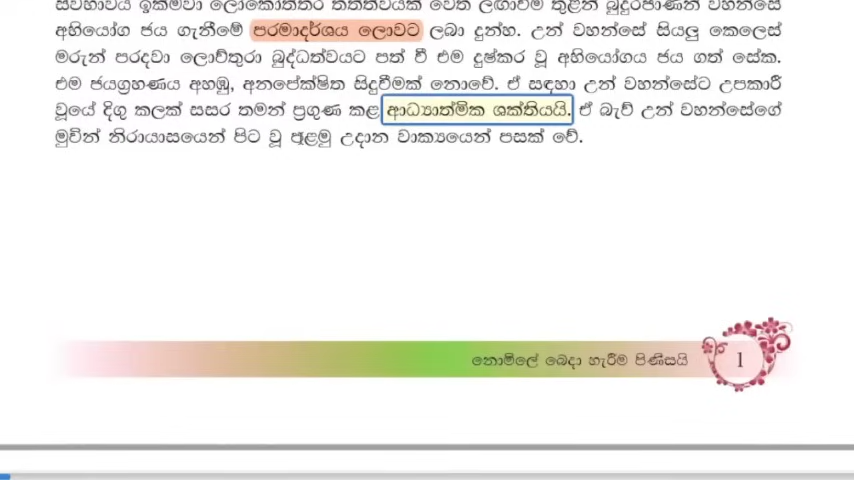 ස්වභාවය ඉක්මවා ලෝකෝත්තර තත්ත්වයක් වෙත ළඟාවීම තුළින් බුදුරජාණන් වහන්සේ
අභියෝග ජය ගැනීමේ පරමාදර්ශය ලොවට ලබා දුන්හ. උන් වහන්සේ සියලු කෙලෙස්
මරුන් පරදවා ලොව්තුරා බුද්ධත්වයට පත් වී එම දුෂ්කර වූ අභියෝගය ජය ගත් සේක.
එම ජයග්‍රහණය අහඹු, අනපේක්ෂිත සිදුවීමක් නොවේ. ඒ සඳහා උන් වහන්සේට උපකාරී
වූයේ දිගු කලක් සසර තමන් ප්‍රගුණ කළ ආධ්‍යාත්මික ශක්තියයි. ඒ බැව් උන් වහන්සේගේ
මුවින් නිරායාසයෙන් පිට වූ පළමු උදාන වාක්‍යයෙන් පසක් වේ.
නොමිලේ බෙදා හැරීම පිණිසයි
1